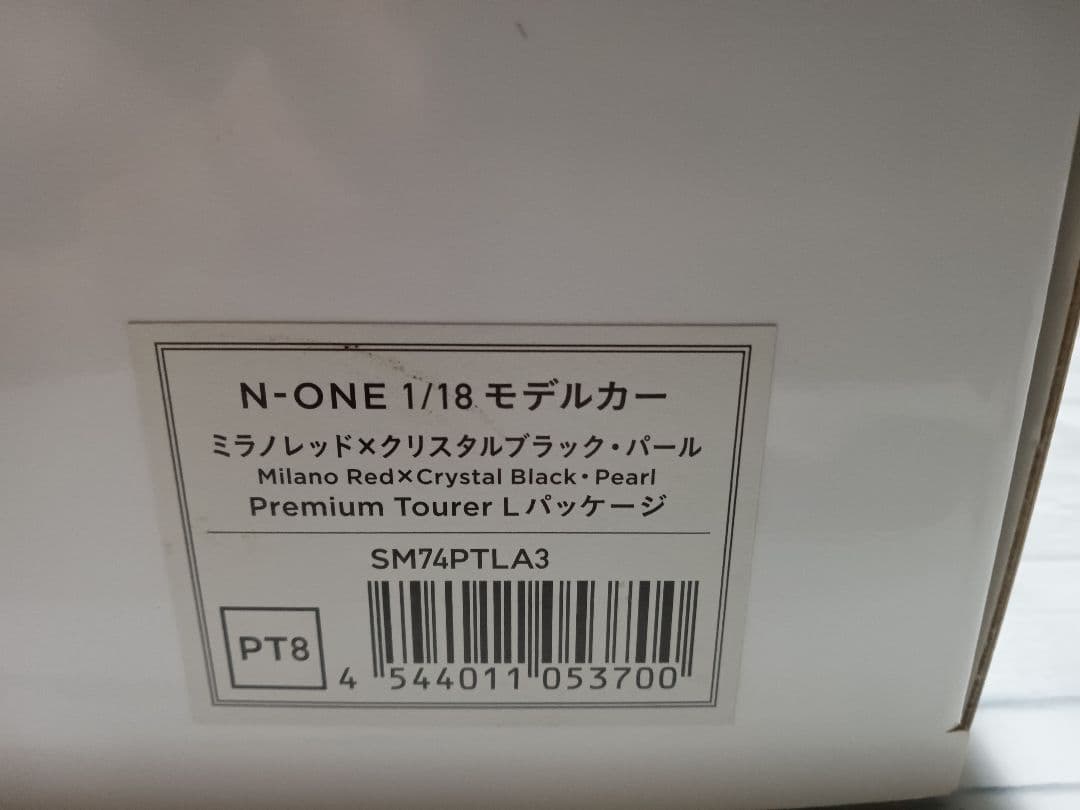 N-ONE 1/18 モデルカー
ミラノレッド×クリスタルブラック・パール
Milano Red×Crystal Black・Pearl
Premium Tourer L パッケージ
SM74PTLA3
PT8
4 544011 053700